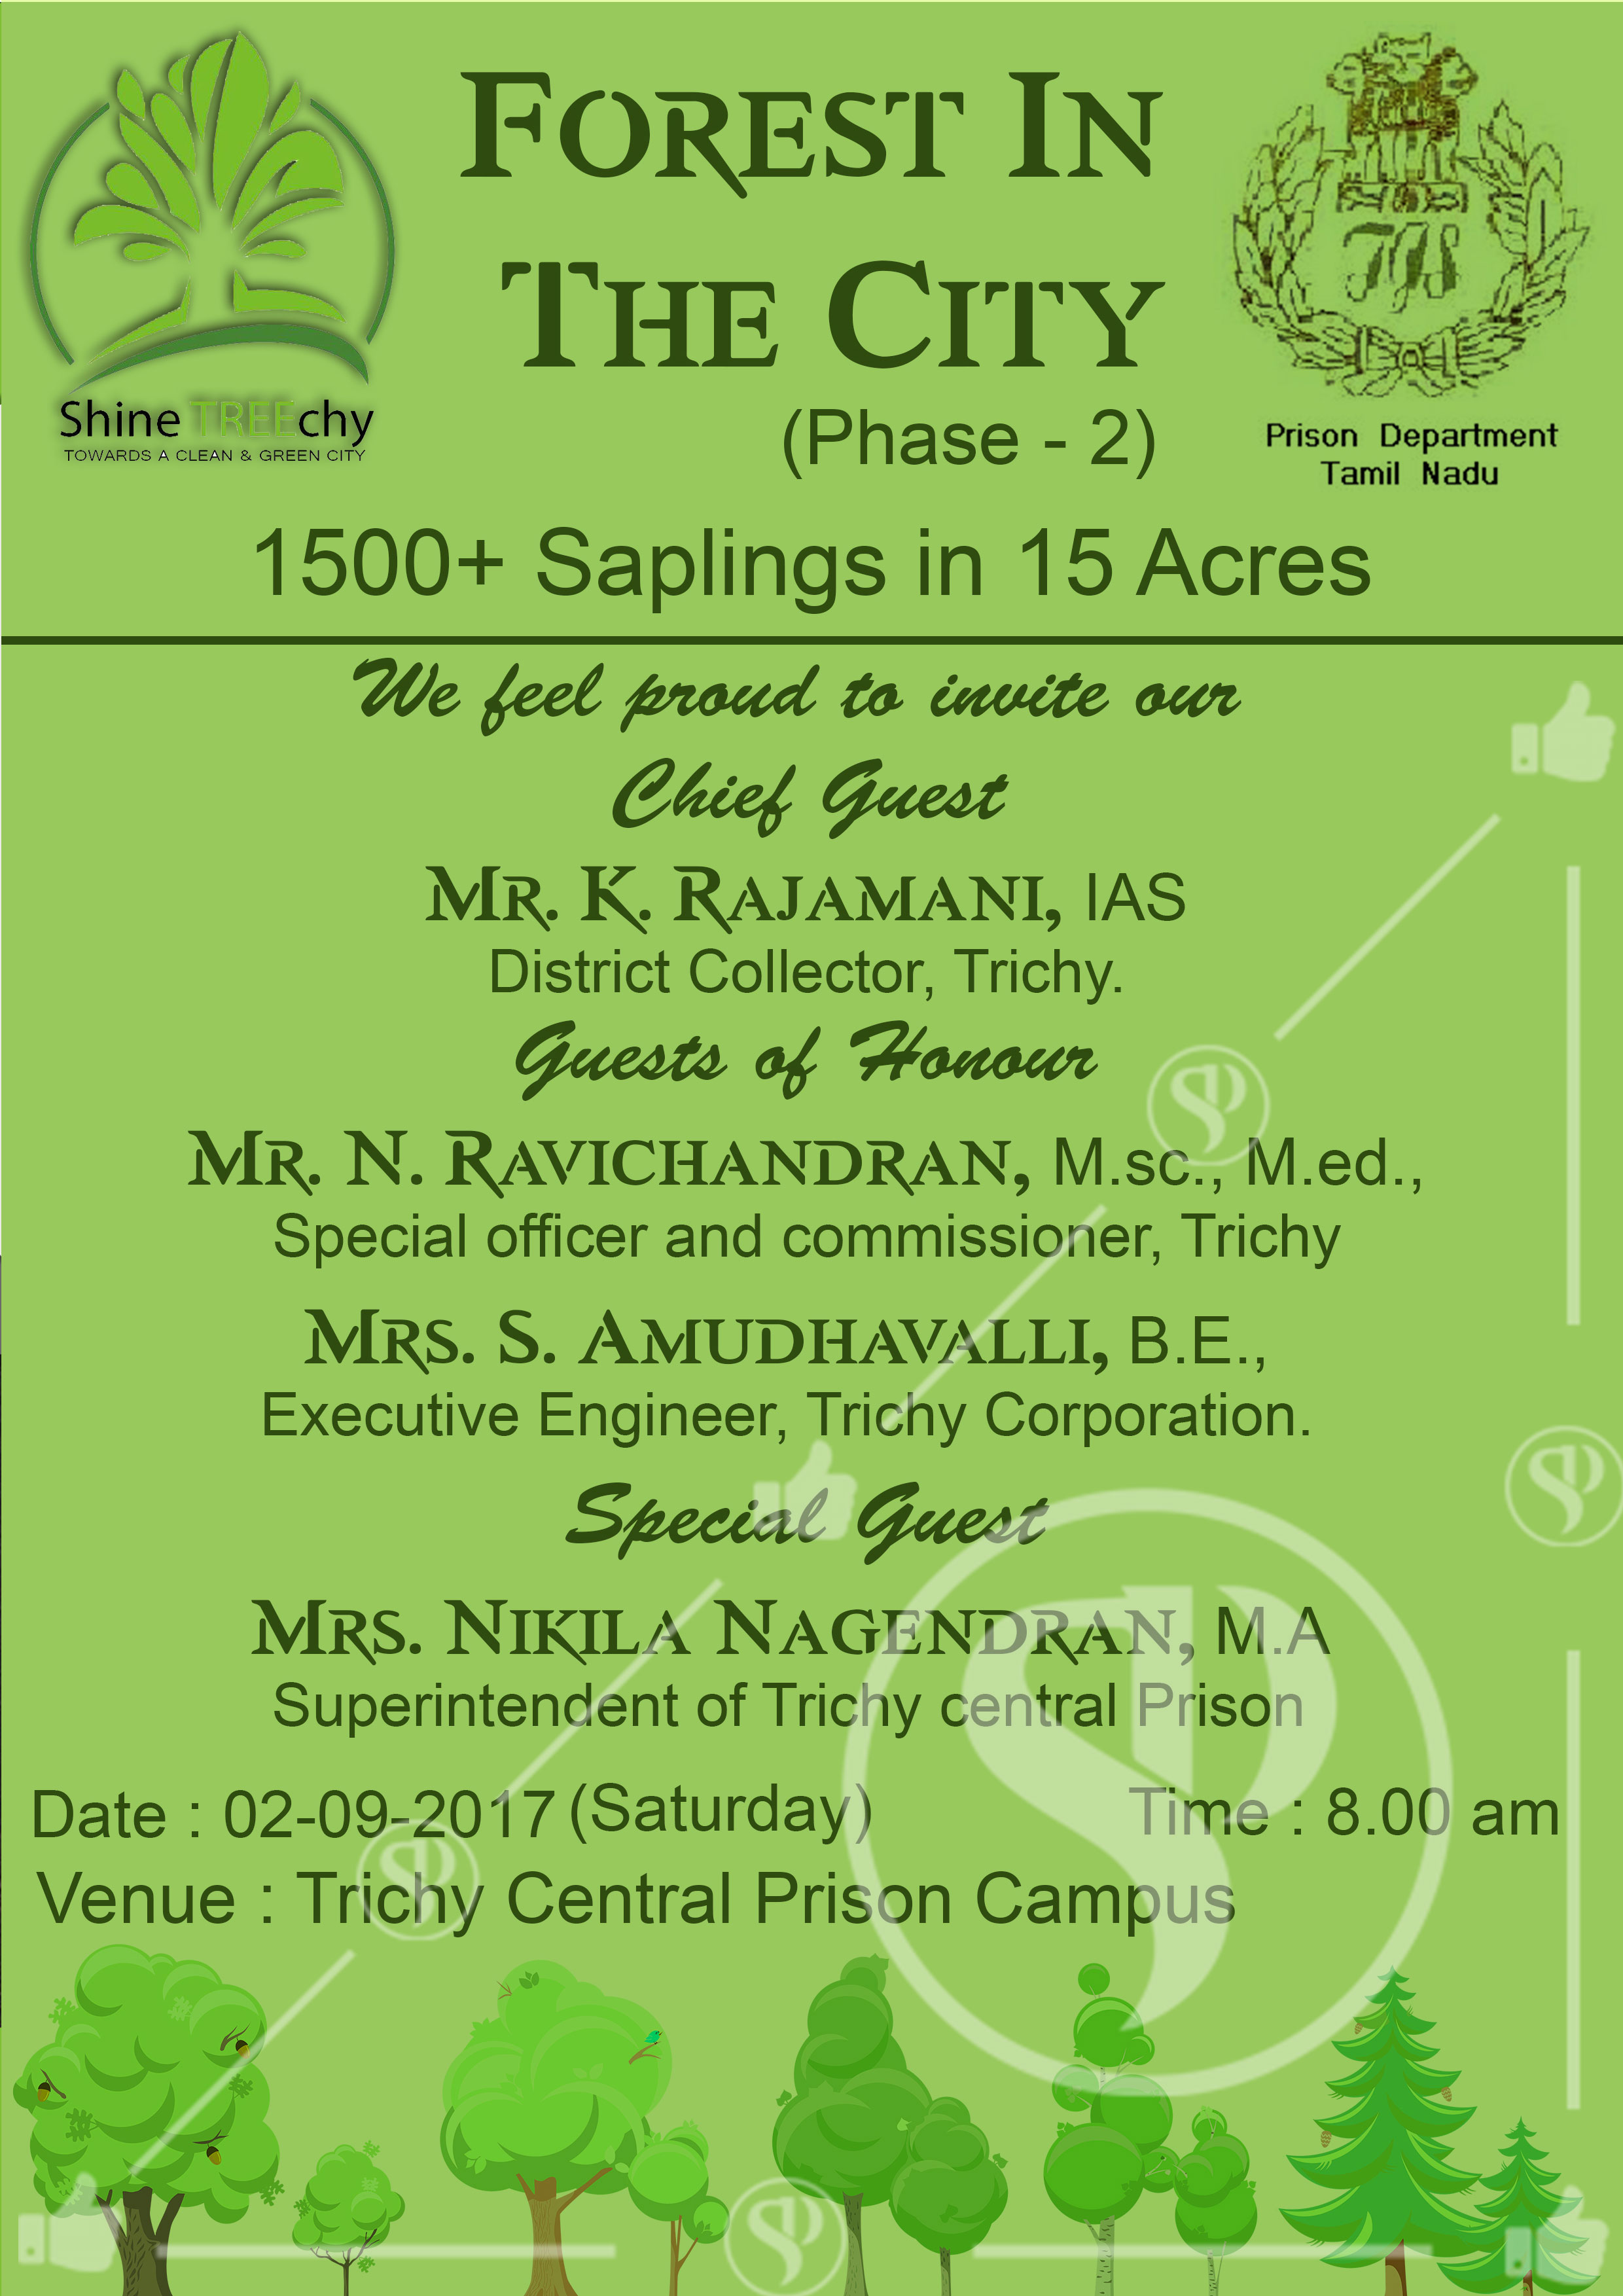 Forest In
The City
(Phase - 2)
Shine TREEchy
TOWARDS A CLEAN & GREEN CITY
Prison Department
Tamil Nadu
1500+ Saplings in 15 Acres
We feel proud to invite our
Chief Guest
Mr. K. Rajamani, IAS
District Collector, Trichy.
Guests of Honour
Mr. N. Ravichandran, M.sc., M.ed.,
Special officer and commissioner, Trichy
Mrs. S. Amudhavalli, B.E.,
Executive Engineer, Trichy Corporation.
Special Guest
Mrs. Nikila Nagendran, M.A
Superintendent of Trichy central Prison
Date : 02-09-2017 (Saturday) Time : 8.00 am
Venue : Trichy Central Prison Campus